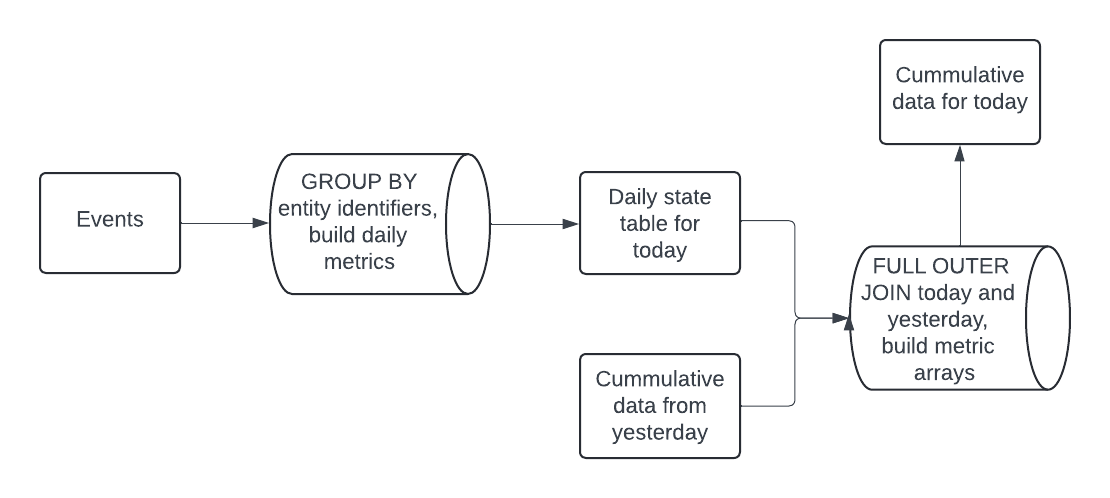 Cummulative
data for today
Events
GROUP BY
entity identifiers,
build daily
metrics
Daily state
table for
today
FULL OUTER
JOIN today and
yesterday,
build metric
arrays
Cummulative
data from
yesterday